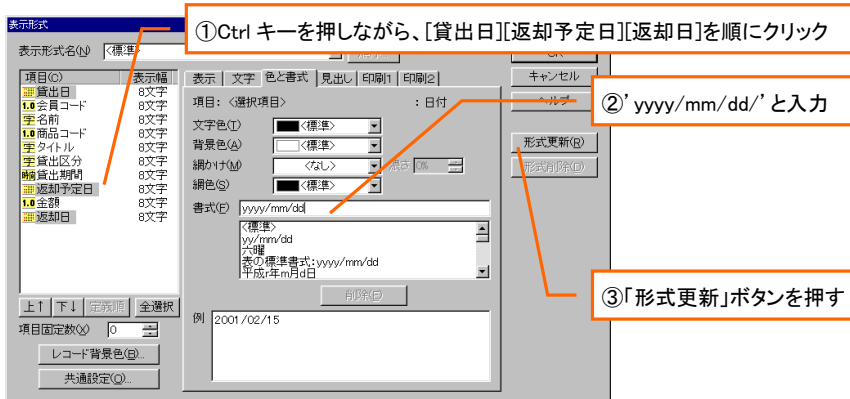 表示形式
①Ctrl キーを押しながら、[貸出日][返却予定日][返却日]を順にクリック
表示形式名(N) <標準>
OK
項目(C) 表示幅
貸出日 8文字
1.0 会員コード 8文字
字 名前 8文字
1.0 商品コード 8文字
字 タイトル 8文字
字 貸出区分 8文字
時間 貸出期間 8文字
返却予定日 8文字
1.0 金額 8文字
返却日 8文字
上↑ 下↓ 定義順 全選択
項目固定数(X) 0
レコード背景色(B)...
共通設定(O)...
表示 文字 色と書式 見出し 印刷1 印刷2
項目: <選択項目> : 日付
文字色(T) <標準>
背景色(A) <標準>
網かけ(M) <なし> 濃さ 0%
網色(S) <標準>
書式(F) yyyy/mm/dd
<標準>
yy/mm/dd
六曜
表の標準書式:yyyy/mm/dd
平成r年m月d日
削除(E)
例 2001/02/15
キャンセル
ヘルプ
形式更新(R)
形式削除(D)
②’yyyy/mm/dd/’と入力
③「形式更新」ボタンを押す